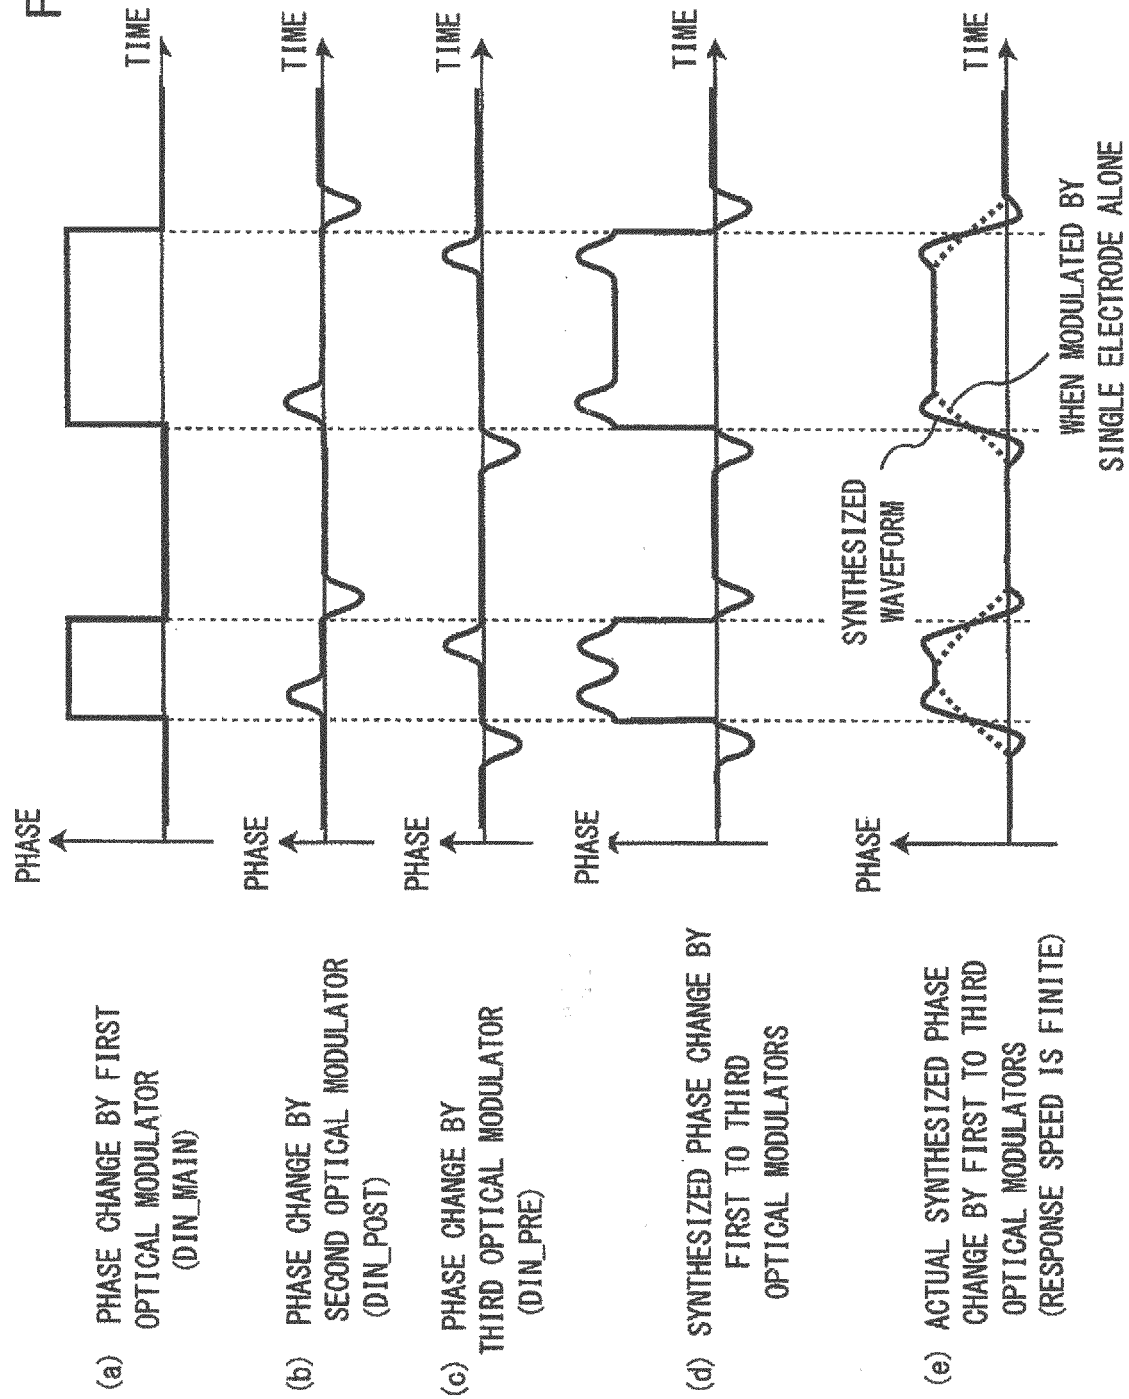 F
(a) PHASE CHANGE BY FIRST
OPTICAL MODULATOR
(DIN_MAIN)
PHASE
TIME
(b) PHASE CHANGE BY
SECOND OPTICAL MODULATOR
(DIN_POST)
PHASE
TIME
(c) PHASE CHANGE BY
THIRD OPTICAL MODULATOR
(DIN_PRE)
PHASE
TIME
(d) SYNTHESIZED PHASE CHANGE BY
FIRST TO THIRD
OPTICAL MODULATORS
PHASE
TIME
(e) ACTUAL SYNTHESIZED PHASE
CHANGE BY FIRST TO THIRD
OPTICAL MODULATORS
(RESPONSE SPEED IS FINITE)
PHASE
TIME
SYNTHESIZED
WAVEFORM
WHEN MODULATED BY
SINGLE ELECTRODE ALONE